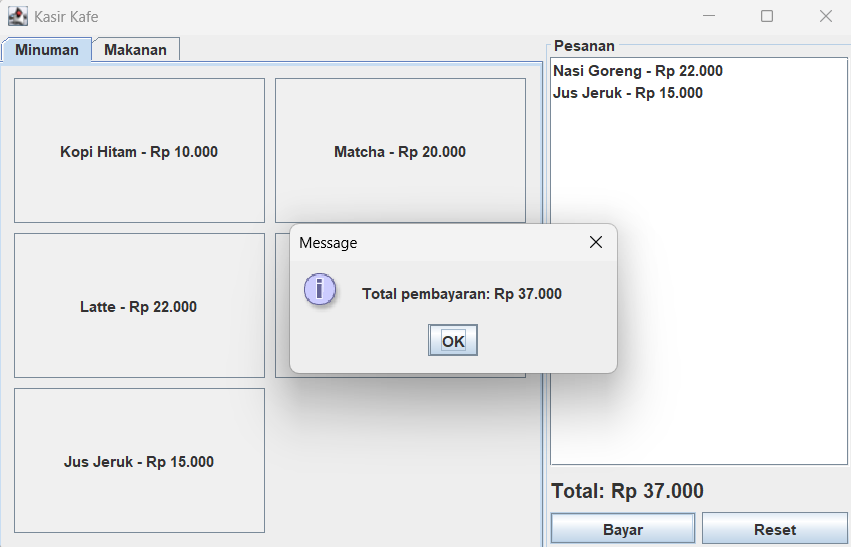 Kasir Kafe
Minuman
Makanan
Kopi Hitam - Rp 10.000
Matcha - Rp 20.000
Latte - Rp 22.000
Jus Jeruk - Rp 15.000
Message
i
Total pembayaran: Rp 37.000
OK
Pesanan
Nasi Goreng - Rp 22.000
Jus Jeruk - Rp 15.000
Total: Rp 37.000
Bayar
Reset